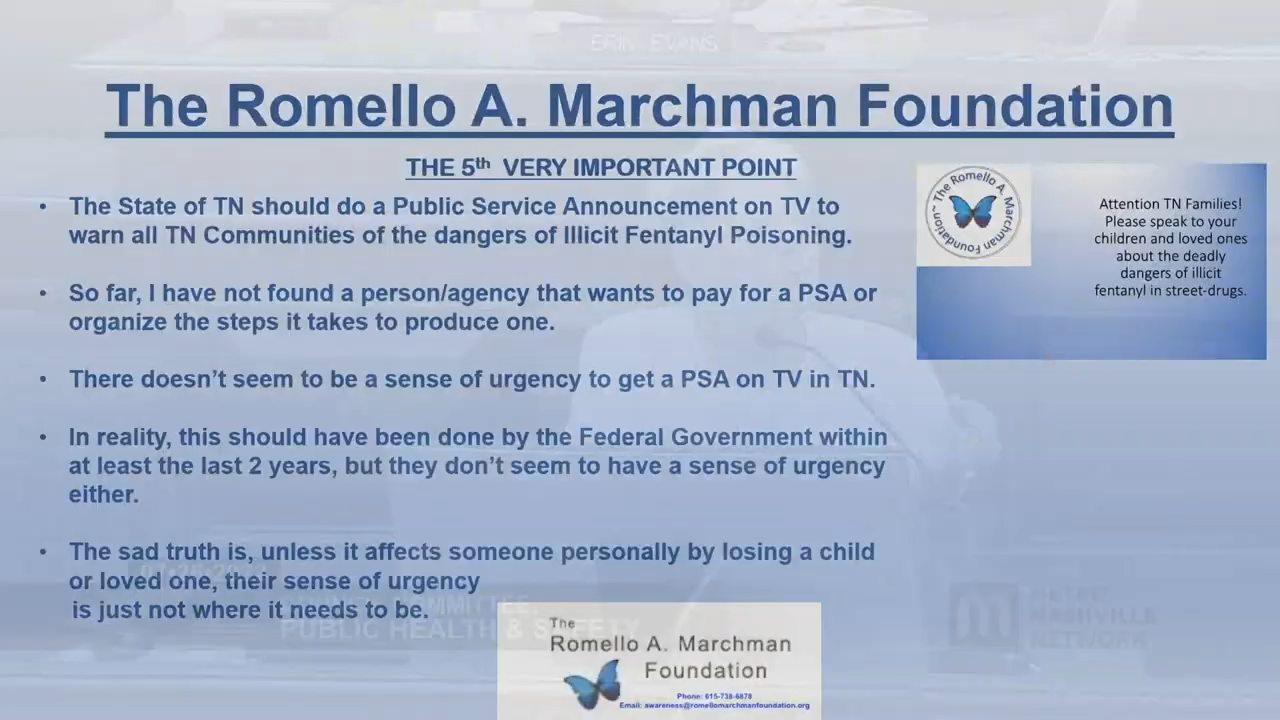 ERIN EVANS
The Romello A. Marchman Foundation
THE 5th VERY IMPORTANT POINT
• The State of TN should do a Public Service Announcement on TV to
warn all TN Communities of the dangers of Illicit Fentanyl Poisoning.
• So far, I have not found a person/agency that wants to pay for a PSA or
organize the steps it takes to produce one.
• There doesn't seem to be a sense of urgency to get a PSA on TV in TN.
• In reality, this should have been done by the Federal Government within
at least the last 2 years, but they don't seem to have a sense of urgency
either.
• The sad truth is, unless it affects someone personally by losing a child
or loved one, their sense of urgency
is just not where it needs to be.
The Romello A. Marchman Foundation~
Attention TN Families!
Please speak to your
children and loved ones
about the deadly
dangers of illicit
fentanyl in street-drugs.
COMMITTEE:
PUBLIC HEALTH & SAFETY
METRO
NASHVILLE
NETWORK
The
Romello A. Marchman
Foundation
Phone: 615-738-6878
Email: awareness@romellomarchmanfoundation.org